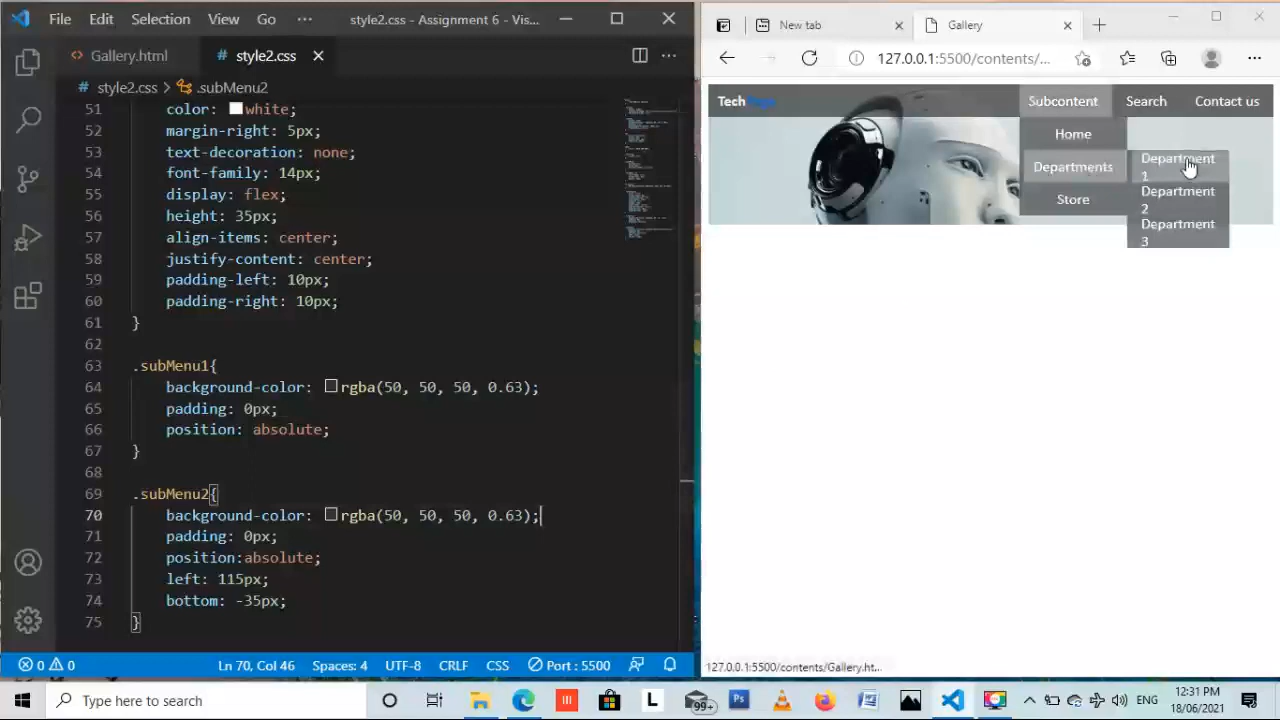 File Edit Selection View Go ··· style2.css - Assignment 6 - Vis...
Gallery.html # style2.css
# style2.css > .subMenu2
51 color: white;
52 margin-right: 5px;
53 text-decoration: none;
54 font-family: 14px;
55 display: flex;
56 height: 35px;
57 align-items: center;
58 justify-content: center;
59 padding-left: 10px;
60 padding-right: 10px;
61 }
62
63 .subMenu1{
64 background-color: rgba(50, 50, 50, 0.63);
65 padding: 0px;
66 position: absolute;
67 }
68
69 .subMenu2{
70 background-color: rgba(50, 50, 50, 0.63);
71 padding: 0px;
72 position:absolute;
73 left: 115px;
74 bottom: -35px;
75 }
0 0 Ln 70, Col 46 Spaces: 4 UTF-8 CRLF CSS Port : 5500
New tab Gallery
127.0.0.1:5500/contents/...
Tech Subcontent Search Contact us
Home
Departments
Store
Department
1
Department
2
Department
3
127.0.0.1:5500/contents/Gallery.ht...
Type here to search L 99+ Ps ENG
12:31 PM
18/06/2021